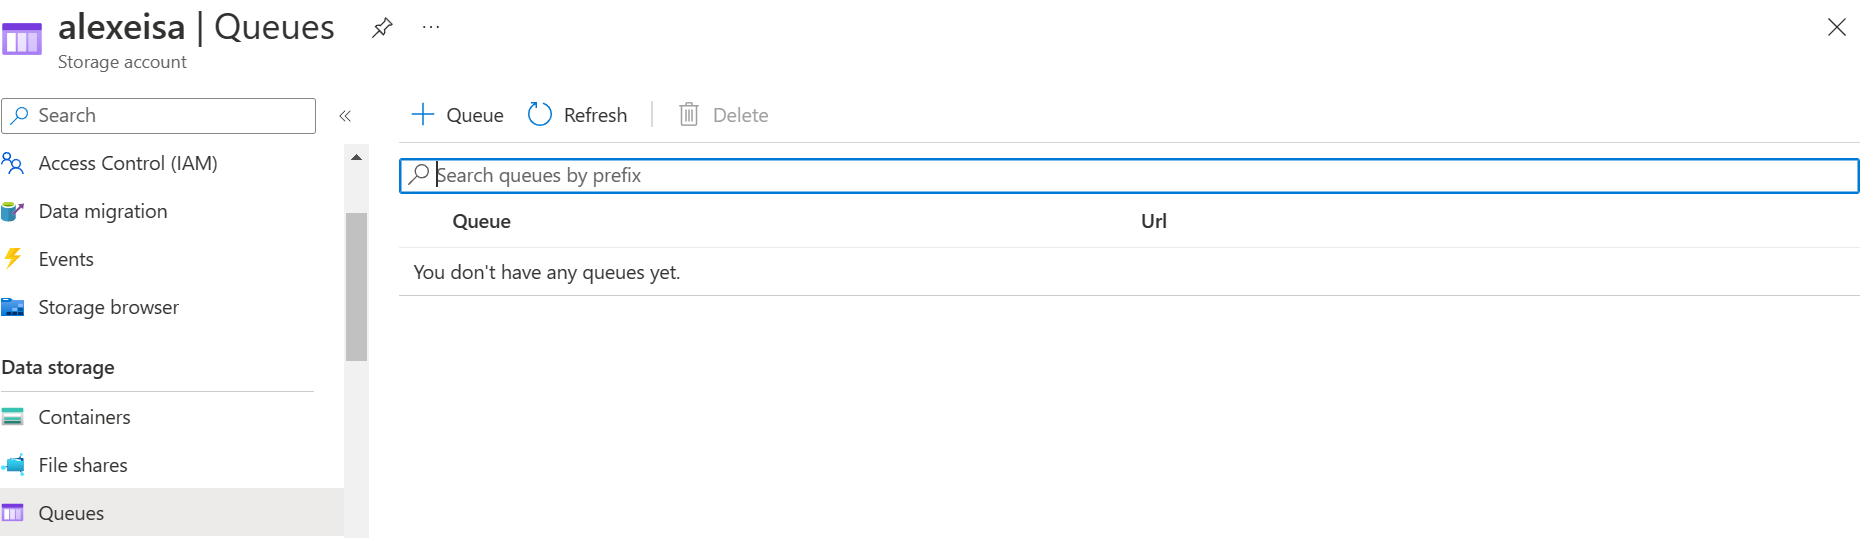 alexeisa | Queues
Storage account
Search
Access Control (IAM)
Data migration
Events
Storage browser
Data storage
Containers
File shares
Queues
Queue Refresh | Delete
Search queues by prefix
Queue Url
You don't have any queues yet.